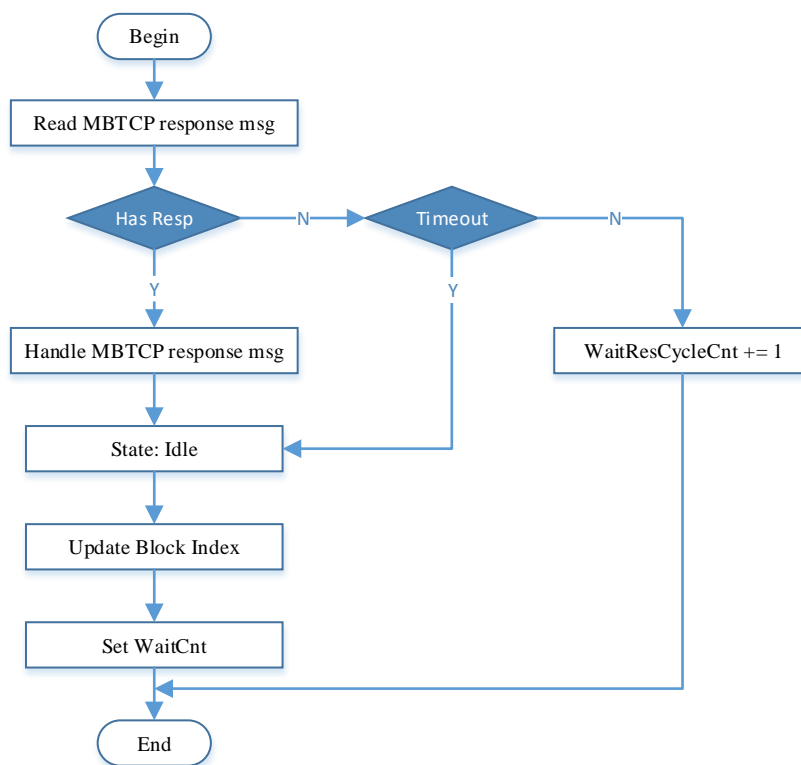 Begin
Read MBTCP response msg
Has Resp
N
Timeout
N
Y
Y
Handle MBTCP response msg
WaitResCycleCnt += 1
State: Idle
Update Block Index
Set WaitCnt
End